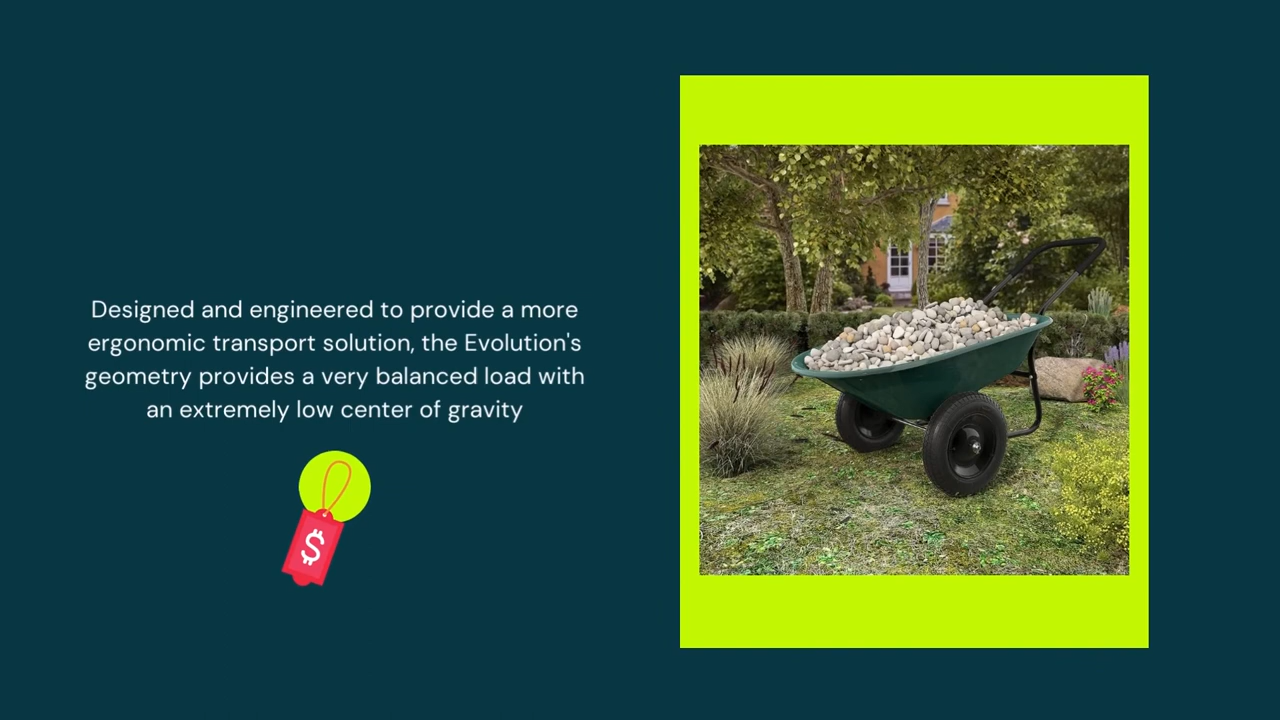 Designed and engineered to provide a more
ergonomic transport solution, the Evolution's
geometry provides a very balanced load with
an extremely low center of gravity
$